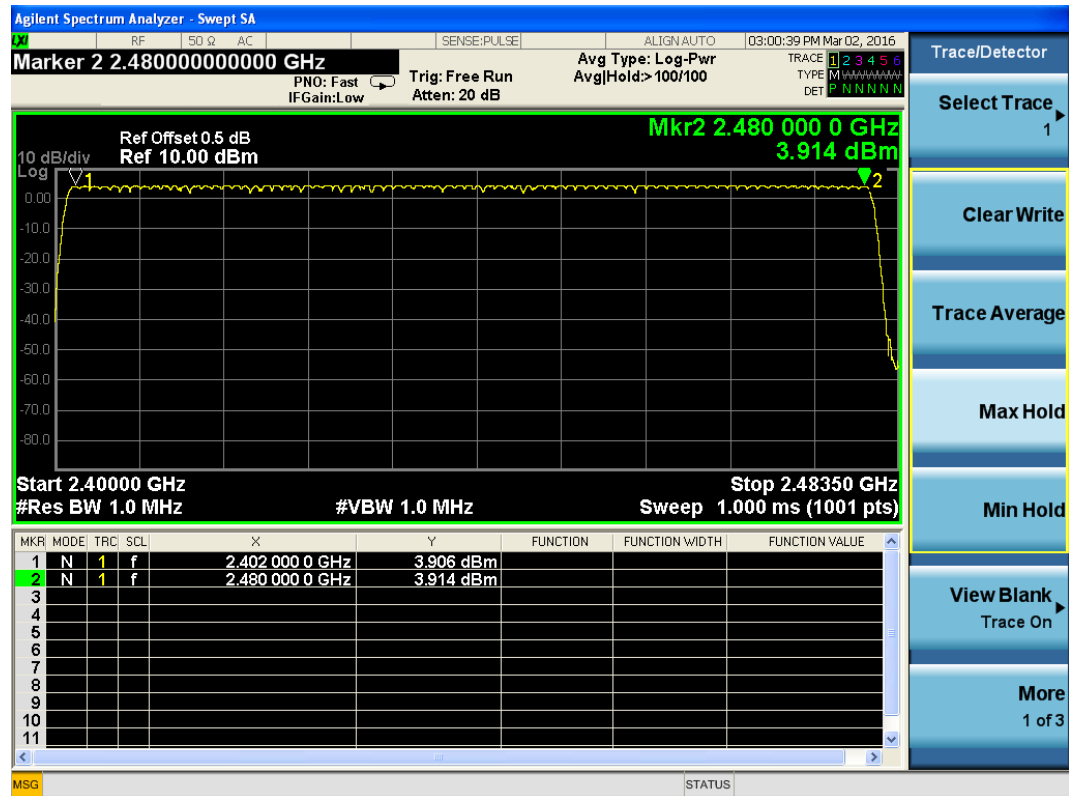 Agilent Spectrum Analyzer - Swept SA
LXI RF 50 Ω AC SENSE:PULSE ALIGN AUTO 03:00:39 PM Mar 02, 2016
Marker 2 2.480000000000 GHz
PNO: Fast
IFGain:Low
Trig: Free Run
Atten: 20 dB
Avg Type: Log-Pwr
Avg|Hold:> 100/100
TRACE 1 2 3 4 5 6
TYPE M WWWWW
DET P N N N N N
Mkr2 2.480 000 0 GHz
3.914 dBm
Ref Offset 0.5 dB
10 dB/div Ref 10.00 dBm
Log
1
2
0.00
-10.0
-20.0
-30.0
-40.0
-50.0
-60.0
-70.0
-80.0
Start 2.40000 GHz Stop 2.48350 GHz
#Res BW 1.0 MHz #VBW 1.0 MHz Sweep 1.000 ms (1001 pts)
MKR MODE TRC SCL X Y FUNCTION FUNCTION WIDTH FUNCTION VALUE
1 N 1 f 2.402 000 0 GHz 3.906 dBm
2 N 1 f 2.480 000 0 GHz 3.914 dBm
3
4
5
6
7
8
9
10
11
MSG STATUS
Trace/Detector
Select Trace
1
Clear Write
Trace Average
Max Hold
Min Hold
View Blank
Trace On
More
1 of 3